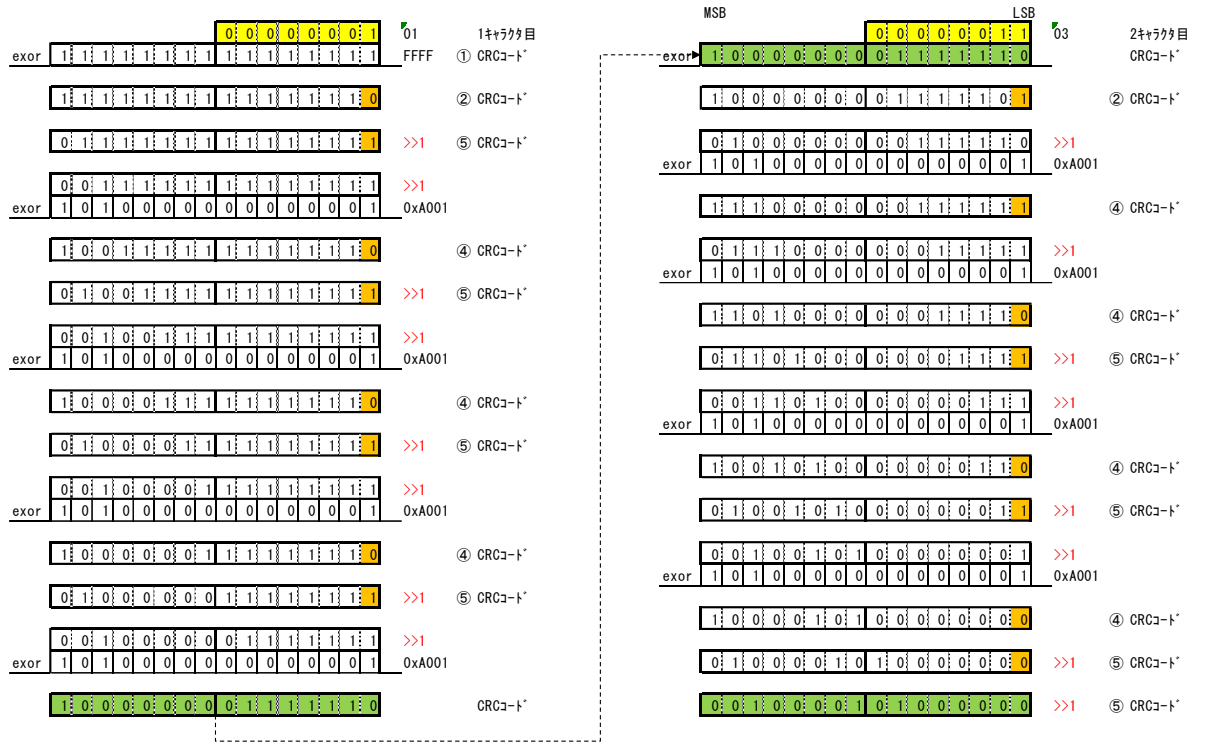 0 0 0 0 0 0 0 1 01 1ｷｬﾗｸﾀ目
exor 1 1 1 1 1 1 1 1 1 1 1 1 1 1 1 1 FFFF ① CRCｺｰﾄﾞ
1 1 1 1 1 1 1 1 1 1 1 1 1 1 1 0 ② CRCｺｰﾄﾞ
0 1 1 1 1 1 1 1 1 1 1 1 1 1 1 1 >>1 ⑤ CRCｺｰﾄﾞ
0 0 1 1 1 1 1 1 1 1 1 1 1 1 1 1 >>1
exor 1 0 1 0 0 0 0 0 0 0 0 0 0 0 0 1 0xA001
1 0 0 1 1 1 1 1 1 1 1 1 1 1 1 0 ④ CRCｺｰﾄﾞ
0 1 0 0 1 1 1 1 1 1 1 1 1 1 1 1 >>1 ⑤ CRCｺｰﾄﾞ
0 0 1 0 0 1 1 1 1 1 1 1 1 1 1 1 >>1
exor 1 0 1 0 0 0 0 0 0 0 0 0 0 0 0 1 0xA001
1 0 0 0 0 1 1 1 1 1 1 1 1 1 1 0 ④ CRCｺｰﾄﾞ
0 1 0 0 0 0 1 1 1 1 1 1 1 1 1 1 >>1 ⑤ CRCｺｰﾄﾞ
0 0 1 0 0 0 0 1 1 1 1 1 1 1 1 1 >>1
exor 1 0 1 0 0 0 0 0 0 0 0 0 0 0 0 1 0xA001
1 0 0 0 0 0 0 1 1 1 1 1 1 1 1 0 ④ CRCｺｰﾄﾞ
0 1 0 0 0 0 0 0 1 1 1 1 1 1 1 1 >>1 ⑤ CRCｺｰﾄﾞ
0 0 1 0 0 0 0 0 0 1 1 1 1 1 1 1 >>1
exor 1 0 1 0 0 0 0 0 0 0 0 0 0 0 0 1 0xA001
1 0 0 0 0 0 0 0 0 1 1 1 1 1 1 0 CRCｺｰﾄﾞ
MSB LSB
0 0 0 0 0 0 1 1 03 2ｷｬﾗｸﾀ目
exor 1 0 0 0 0 0 0 0 0 1 1 1 1 1 1 0 CRCｺｰﾄﾞ
1 0 0 0 0 0 0 0 0 1 1 1 1 1 0 1 ② CRCｺｰﾄﾞ
0 1 0 0 0 0 0 0 0 0 1 1 1 1 1 0 >>1
exor 1 0 1 0 0 0 0 0 0 0 0 0 0 0 0 1 0xA001
1 1 1 0 0 0 0 0 0 0 1 1 1 1 1 1 ④ CRCｺｰﾄﾞ
0 1 1 1 0 0 0 0 0 0 0 1 1 1 1 1 >>1
exor 1 0 1 0 0 0 0 0 0 0 0 0 0 0 0 1 0xA001
1 1 0 1 0 0 0 0 0 0 0 1 1 1 1 0 ④ CRCｺｰﾄﾞ
0 1 1 0 1 0 0 0 0 0 0 0 1 1 1 1 >>1 ⑤ CRCｺｰﾄﾞ
0 0 1 1 0 1 0 0 0 0 0 0 0 1 1 1 >>1
exor 1 0 1 0 0 0 0 0 0 0 0 0 0 0 0 1 0xA001
1 0 0 1 0 1 0 0 0 0 0 0 0 1 1 0 ④ CRCｺｰﾄﾞ
0 1 0 0 1 0 1 0 0 0 0 0 0 0 1 1 >>1 ⑤ CRCｺｰﾄﾞ
0 0 1 0 0 1 0 1 0 0 0 0 0 0 0 1 >>1
exor 1 0 1 0 0 0 0 0 0 0 0 0 0 0 0 1 0xA001
1 0 0 0 0 1 0 1 0 0 0 0 0 0 0 0 ④ CRCｺｰﾄﾞ
0 1 0 0 0 0 1 0 1 0 0 0 0 0 0 0 >>1 ⑤ CRCｺｰﾄﾞ
0 0 1 0 0 0 0 1 0 1 0 0 0 0 0 0 >>1 ⑤ CRCｺｰﾄﾞ